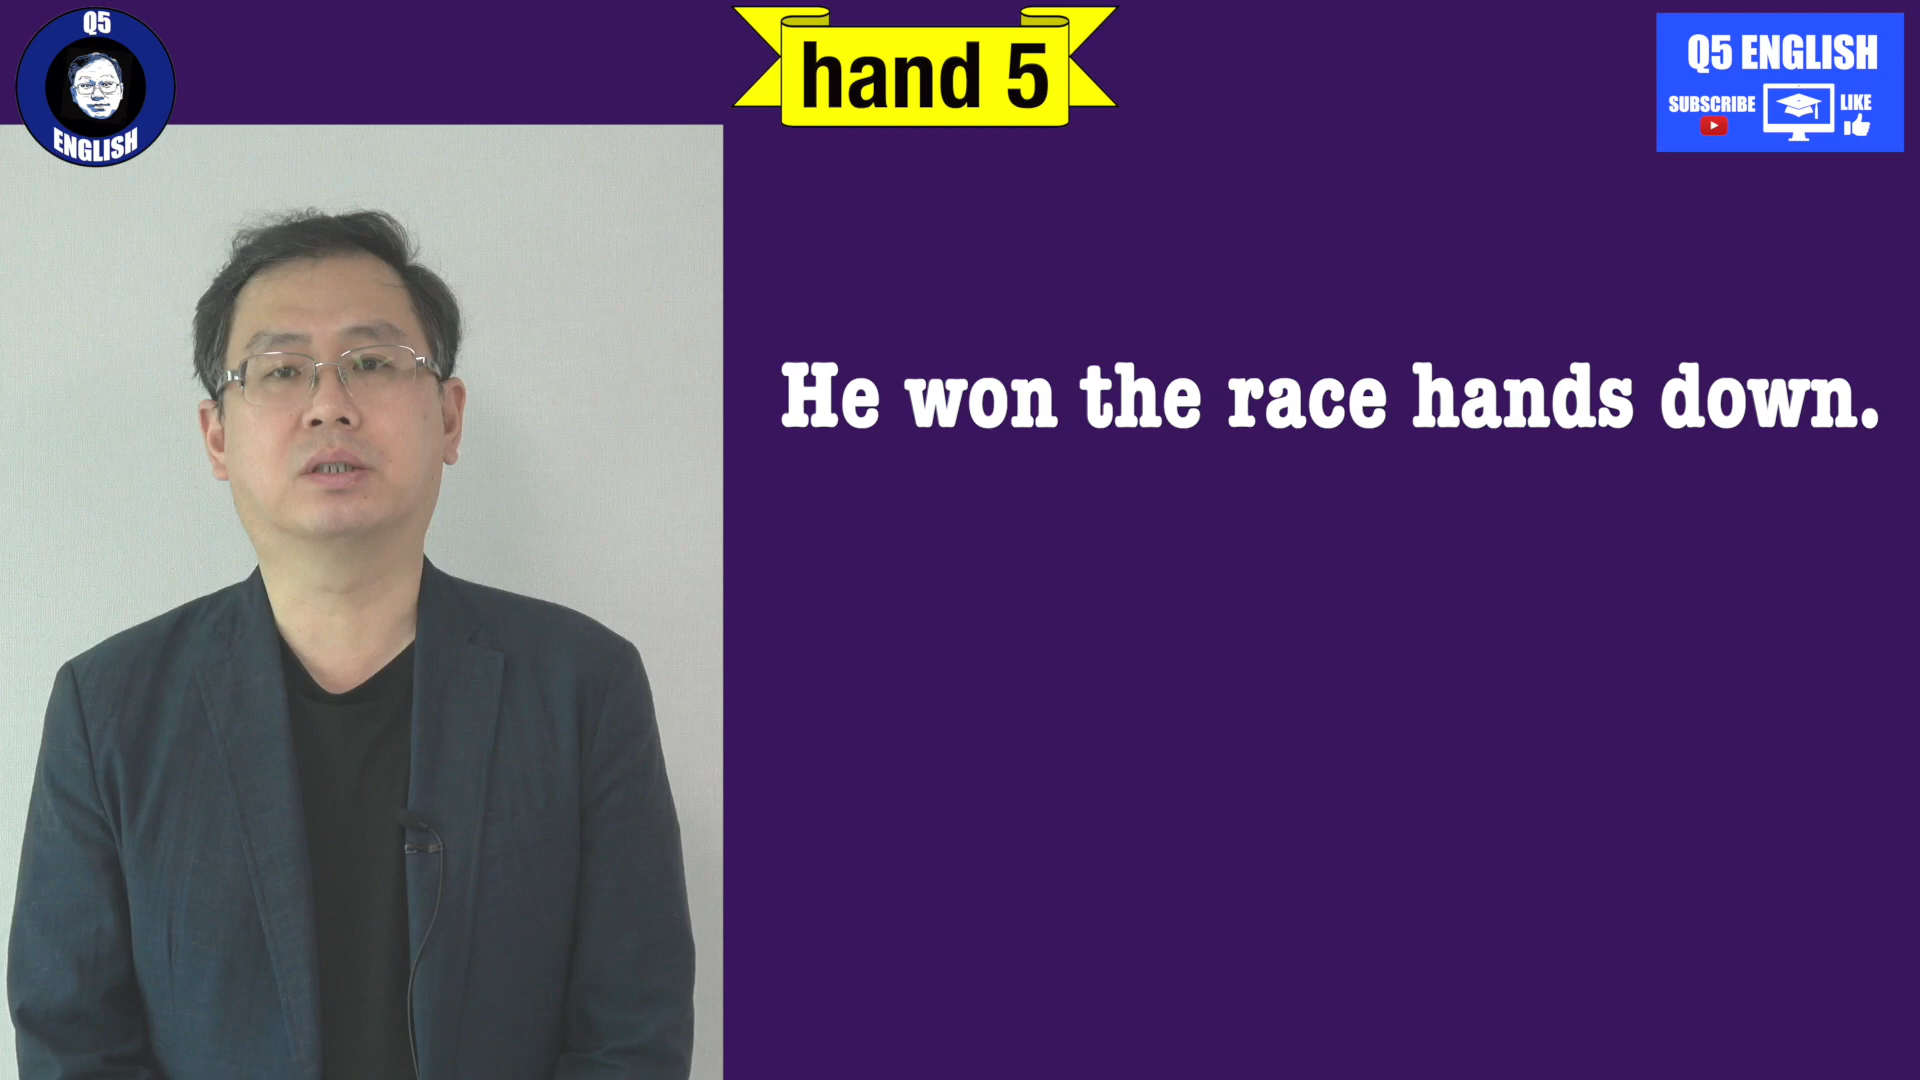 Q5
ENGLISH
hand 5
Q5 ENGLISH
SUBSCRIBE
LIKE
He won the race hands down.